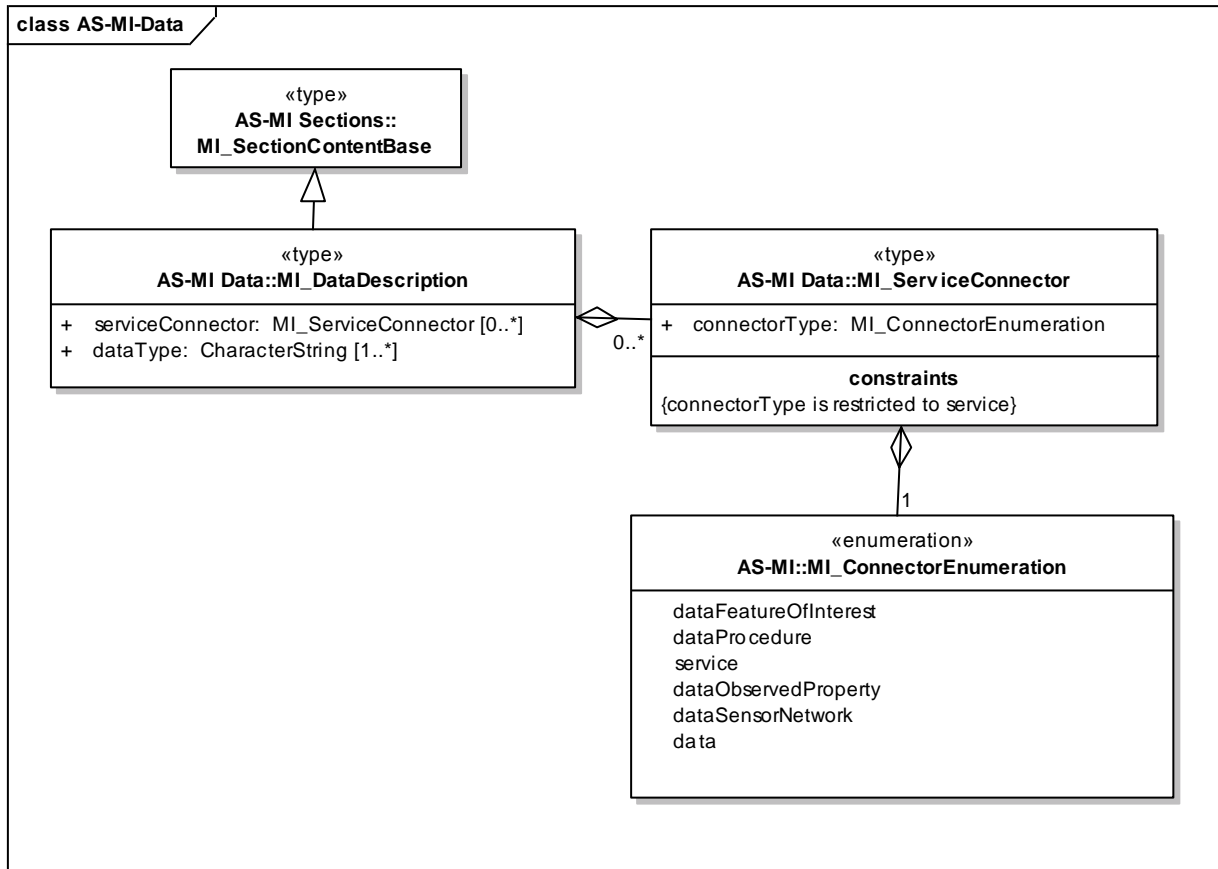 class AS-MI-Data
«type»
AS-MI Sections::
MI_SectionContentBase
«type»
AS-MI Data::MI_DataDescription
+ serviceConnector: MI_ServiceConnector [0..*]
+ dataType: CharacterString [1..*]
0..*
«type»
AS-MI Data::MI_ServiceConnector
+ connectorType: MI_ConnectorEnumeration
constraints
{connectorType is restricted to service}
1
«enumeration»
AS-MI::MI_ConnectorEnumeration
dataFeatureOfInterest
dataProcedure
service
dataObservedProperty
dataSensorNetwork
data